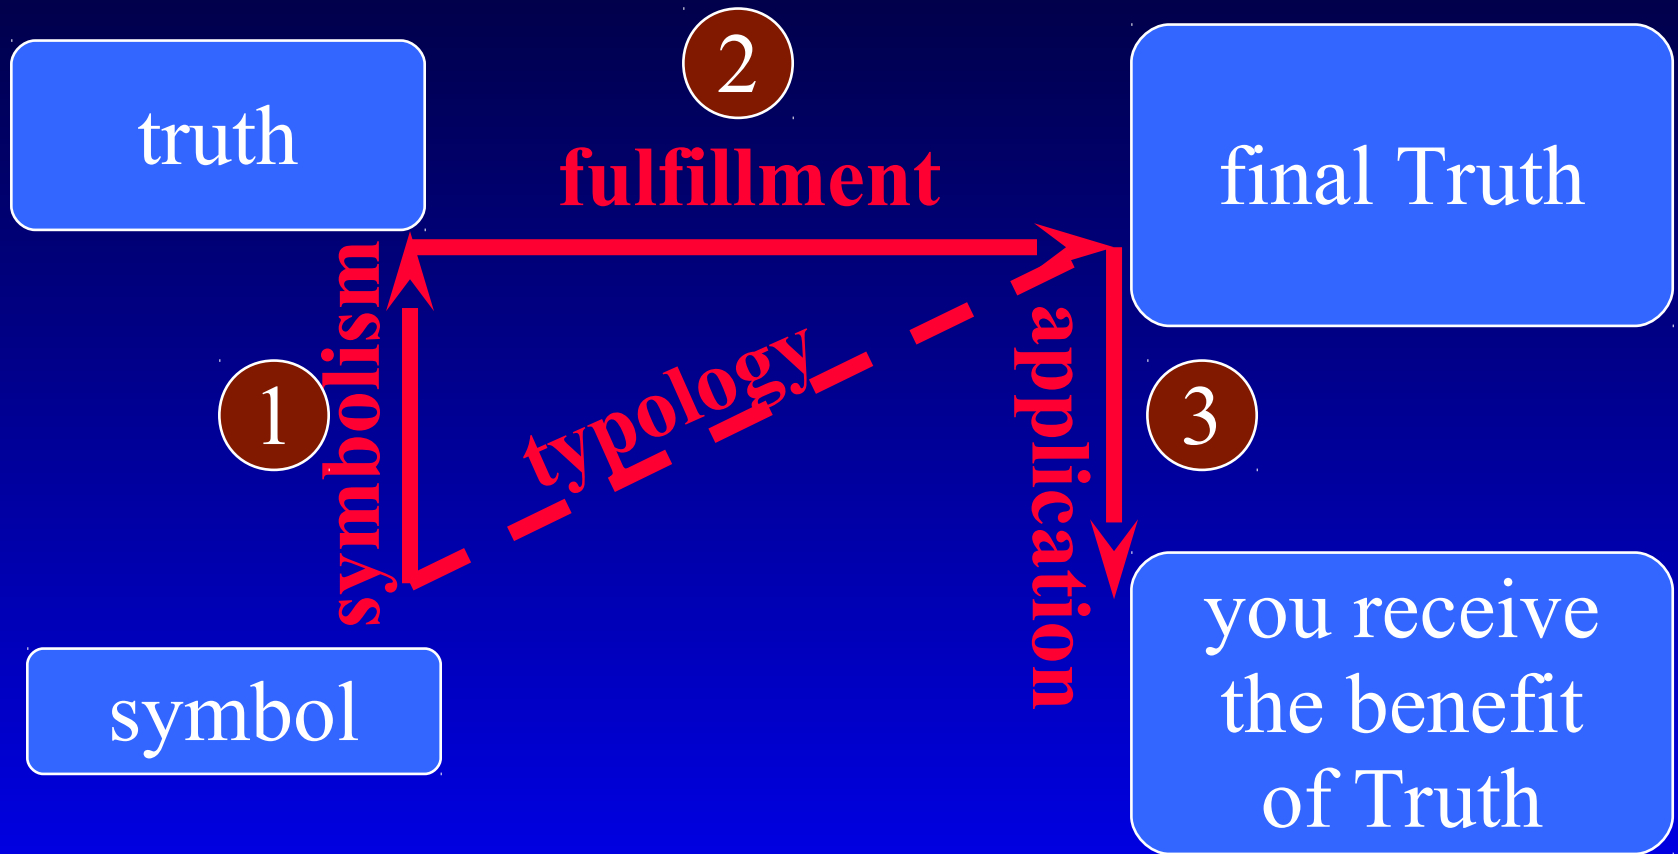 2
truth
fulfillment
final Truth
symbolism
1
typology
application
3
symbol
you receive
the benefit
of Truth